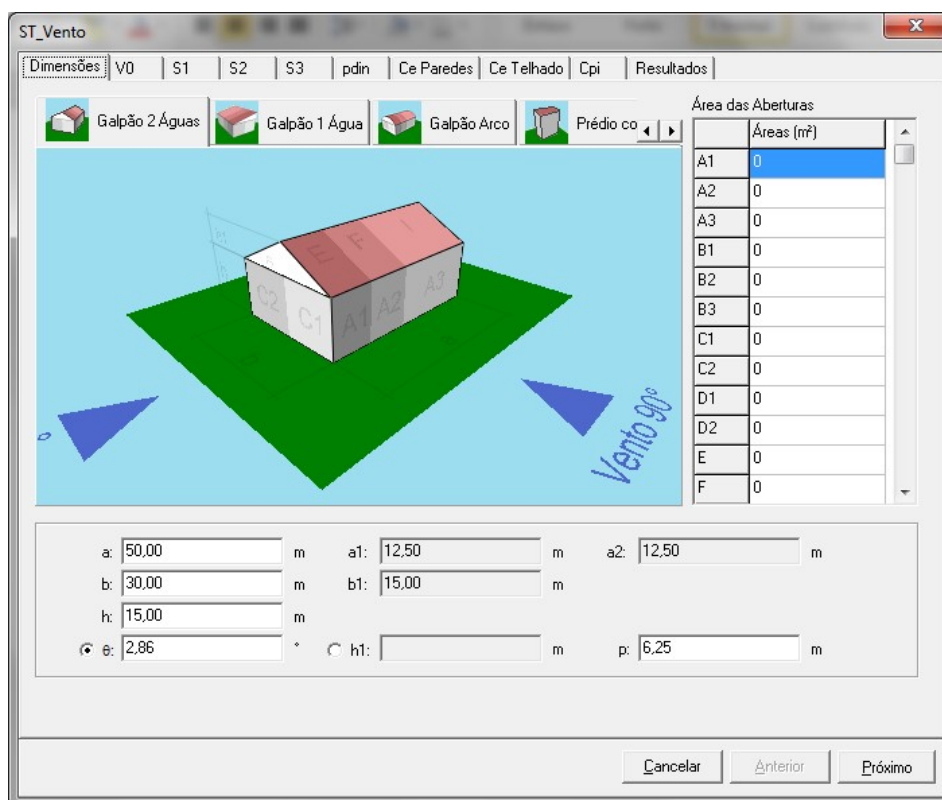 ST_Vento
Dimensões V0 S1 S2 S3 pdin Ce Paredes Ce Telhado Cpi Resultados
Galpão 2 Águas Galpão 1 Água Galpão Arco Prédio co
Área das Aberturas
Áreas (m²)
A1 0
A2 0
A3 0
B1 0
B2 0
B3 0
C1 0
C2 0
D1 0
D2 0
E 0
F 0
E F I
C2 C1 A1 A2 A3
Vento 90°
a: 50,00 m a1: 12,50 m a2: 12,50 m
b: 30,00 m b1: 15,00 m
h: 15,00 m
θ: 2,86 ° h1: m p: 6,25 m
Cancelar Anterior Próximo